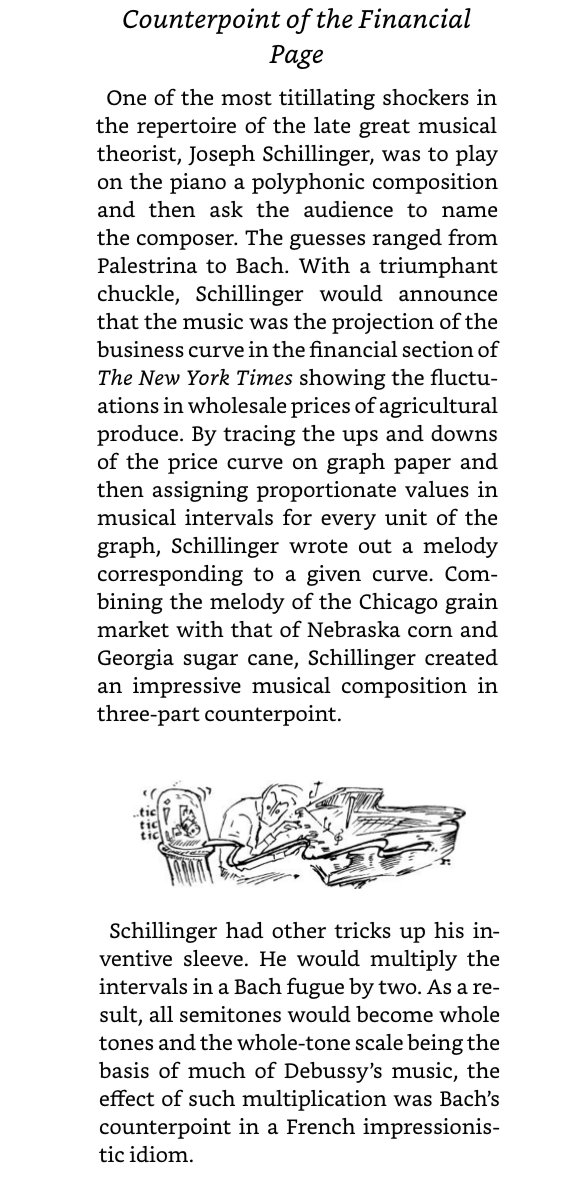 Counterpoint of the Financial
Page
One of the most titillating shockers in
the repertoire of the late great musical
theorist, Joseph Schillinger, was to play
on the piano a polyphonic composition
and then ask the audience to name
the composer. The guesses ranged from
Palestrina to Bach. With a triumphant
chuckle, Schillinger would announce
that the music was the projection of the
business curve in the financial section of
The New York Times showing the fluctu-
ations in wholesale prices of agricultural
produce. By tracing the ups and downs
of the price curve on graph paper and
then assigning proportionate values in
musical intervals for every unit of the
graph, Schillinger wrote out a melody
corresponding to a given curve. Com-
bining the melody of the Chicago grain
market with that of Nebraska corn and
Georgia sugar cane, Schillinger created
an impressive musical composition in
three-part counterpoint.
tic
tic
tic
Schillinger had other tricks up his in-
ventive sleeve. He would multiply the
intervals in a Bach fugue by two. As a re-
sult, all semitones would become whole
tones and the whole-tone scale being the
basis of much of Debussy’s music, the
effect of such multiplication was Bach’s
counterpoint in a French impressionis-
tic idiom.